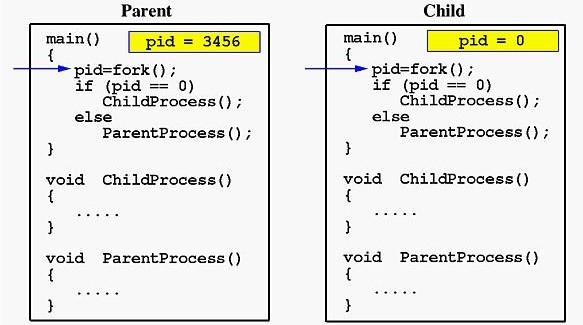 Parent
main()
pid = 3456
{
pid=fork();
if (pid == 0)
ChildProcess();
else
ParentProcess();
}
void ChildProcess()
{
.....
}
void ParentProcess()
{
.....
}
Child
main()
pid = 0
{
pid=fork();
if (pid == 0)
ChildProcess();
else
ParentProcess();
}
void ChildProcess()
{
.....
}
void ParentProcess()
{
.....
}